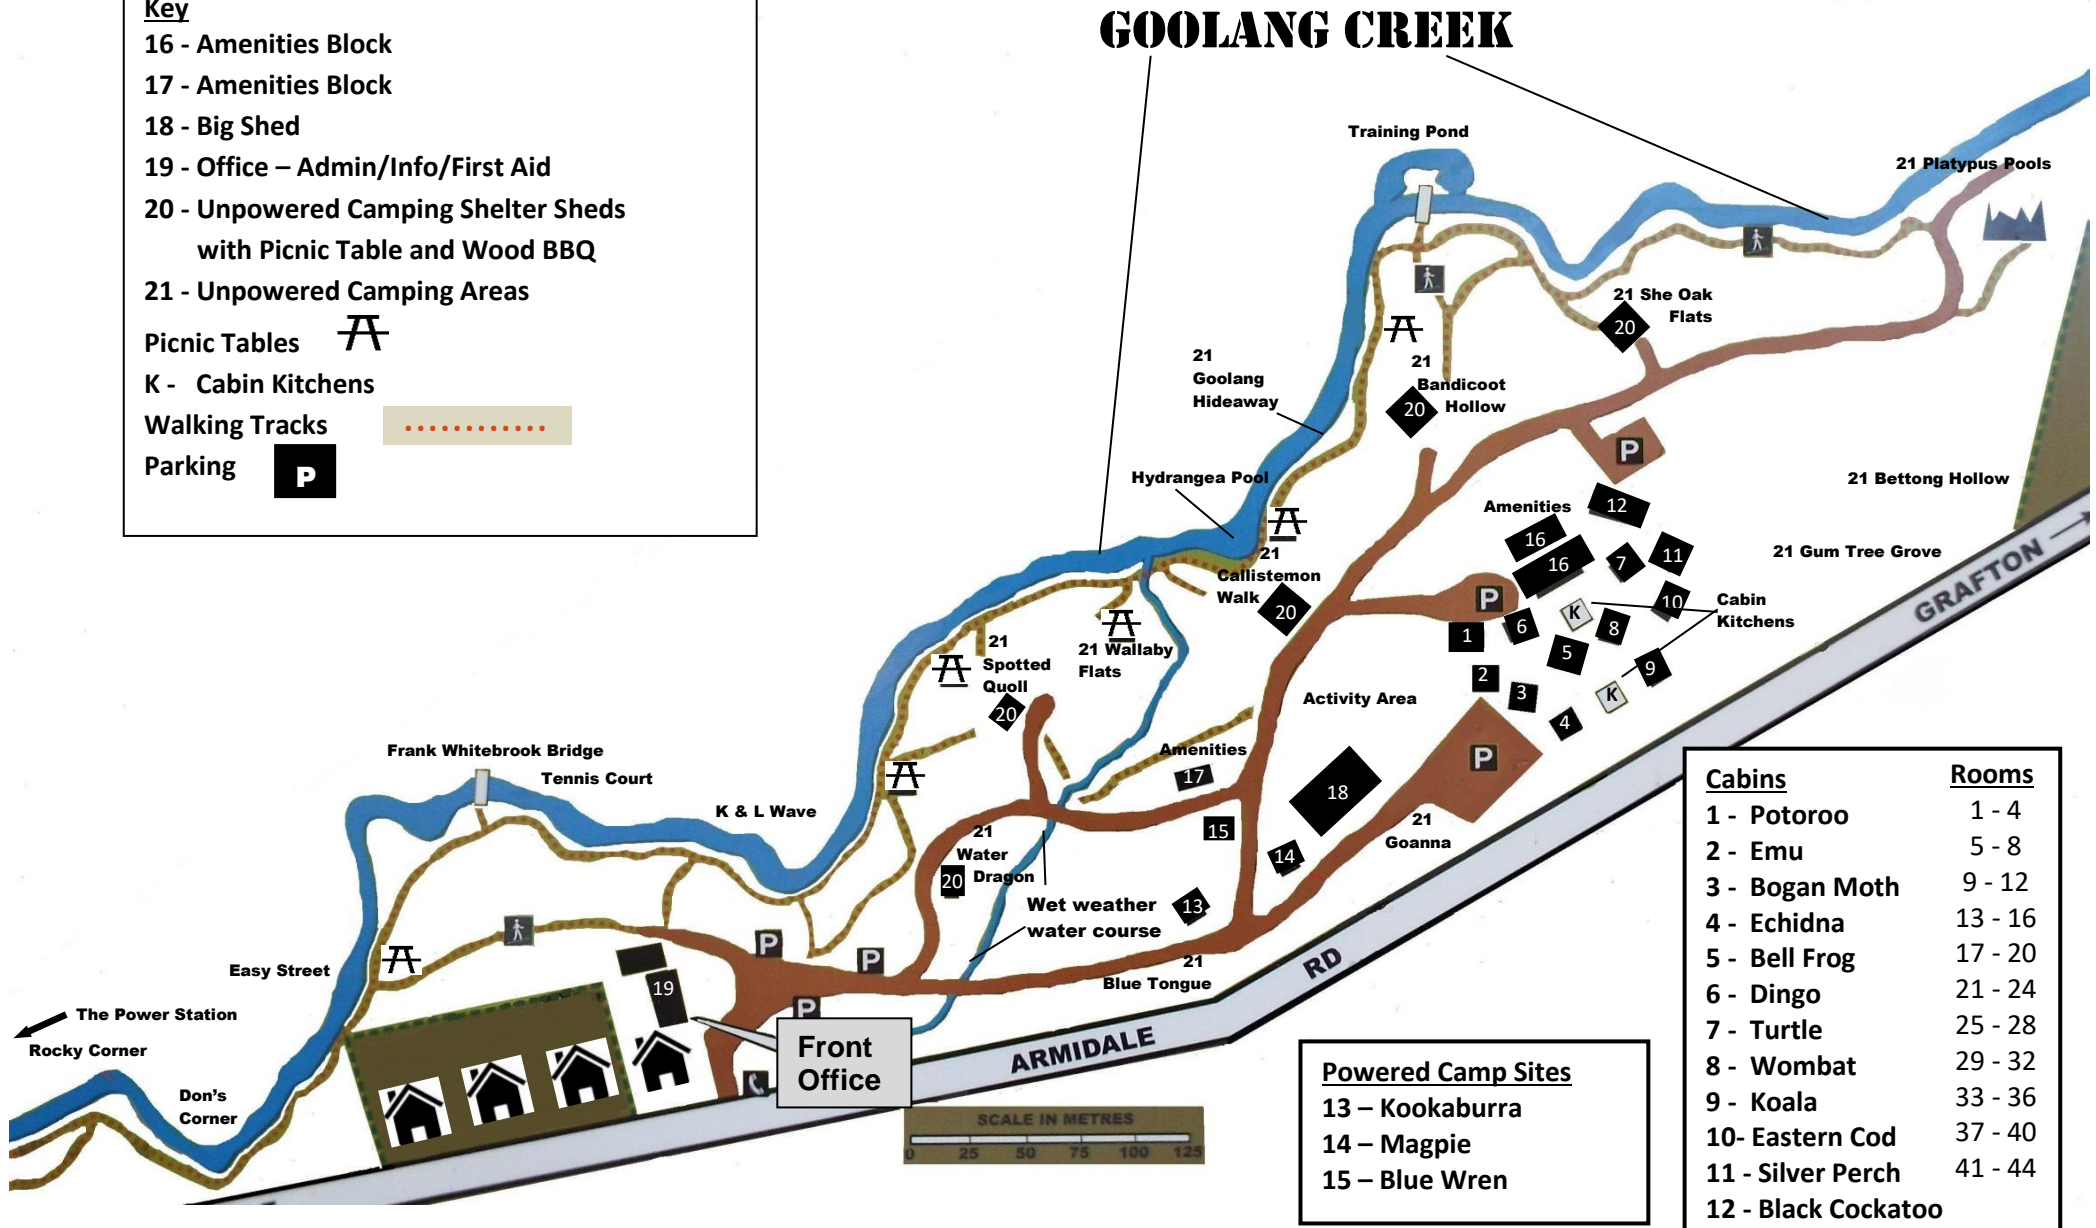 Key
16 - Amenities Block
17 - Amenities Block
18 - Big Shed
19 - Office – Admin/Info/First Aid
20 - Unpowered Camping Shelter Sheds
with Picnic Table and Wood BBQ
21 - Unpowered Camping Areas
Picnic Tables
K - Cabin Kitchens
Walking Tracks
Parking P
GOOLANG CREEK
Training Pond
21 Platypus Pools
21 She Oak
Flats
20
21
Goolang
Hideaway
21
Bandicoot
Hollow
20
P
Hydrangea Pool
21 Bettong Hollow
Amenities
12
16
16
7
11
21 Gum Tree Grove
GRAFTON
21
Callistemon
Walk
20
P
10
K
Cabin
Kitchens
1
6
8
5
9
2
3
K
4
21 Wallaby
Flats
21
Spotted
Quoll
20
Activity Area
Frank Whitebrook Bridge
Tennis Court
K & L Wave
Amenities
17
18
P
15
14
21
Goanna
21
Water
Dragon
20
Wet weather
water course
13
P
P
P
21
Blue Tongue
RD
Easy Street
19
The Power Station
Rocky Corner
Don's
Corner
Front
Office
ARMIDALE
SCALE IN METRES
0 25 50 75 100 125
Powered Camp Sites
13 – Kookaburra
14 – Magpie
15 – Blue Wren
Cabins Rooms
1 - Potoroo 1 - 4
2 - Emu 5 - 8
3 - Bogan Moth 9 - 12
4 - Echidna 13 - 16
5 - Bell Frog 17 - 20
6 - Dingo 21 - 24
7 - Turtle 25 - 28
8 - Wombat 29 - 32
9 - Koala 33 - 36
10- Eastern Cod 37 - 40
11 - Silver Perch 41 - 44
12 - Black Cockatoo